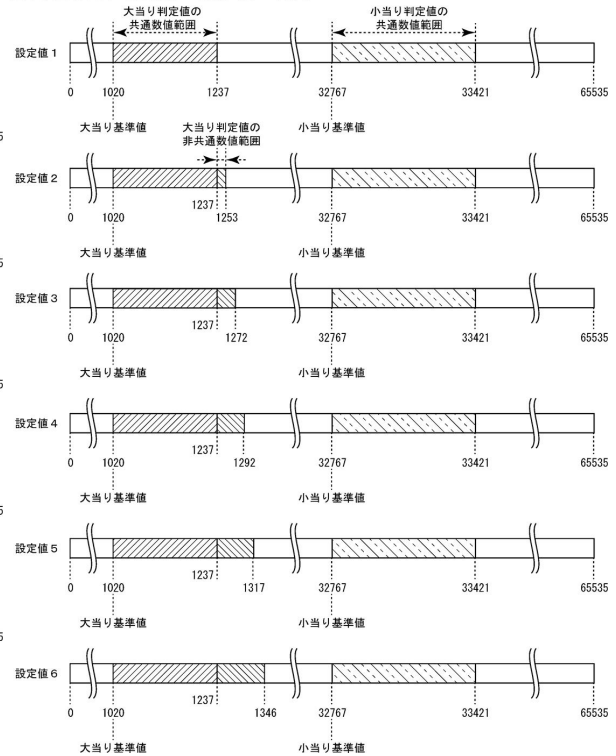 大当り判定値の
共通数値範囲
小当り判定値の
共通数値範囲
設定値1
0 1020 1237 32767 33421 65535
大当り基準値 小当り基準値
5
大当り判定値の
非共通数値範囲
設定値2
1237
0 1020 1253 32767 33421 65535
大当り基準値 小当り基準値
5
設定値3
1237
0 1020 1272 32767 33421 65535
大当り基準値 小当り基準値
5
設定値4
1237
0 1020 1292 32767 33421 65535
大当り基準値 小当り基準値
5
設定値5
1237
0 1020 1317 32767 33421 65535
大当り基準値 小当り基準値
5
設定値6
1237
0 1020 1346 32767 33421 65535
大当り基準値 小当り基準値